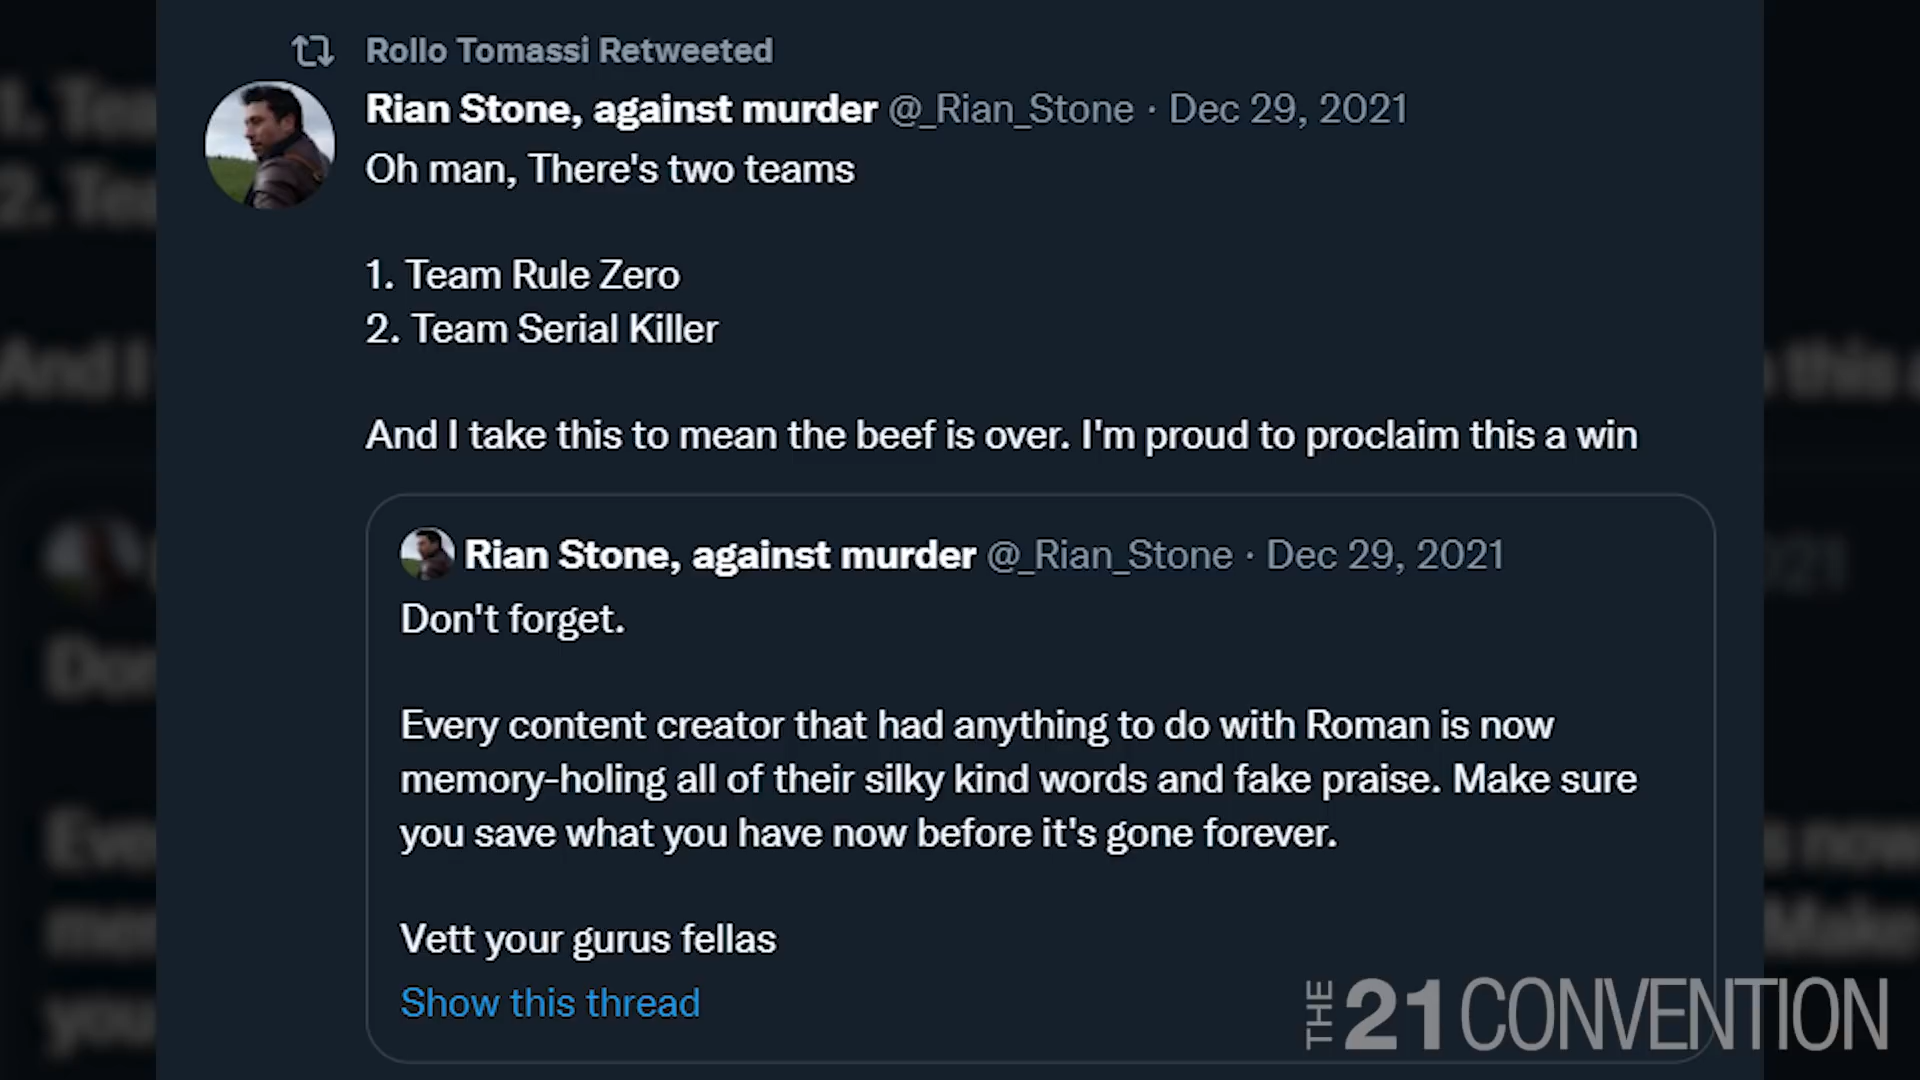 Rollo Tomassi Retweeted
Rian Stone, against murder @_Rian_Stone · Dec 29, 2021
Oh man, There's two teams
1. Team Rule Zero
2. Team Serial Killer
And I take this to mean the beef is over. I'm proud to proclaim this a win
Rian Stone, against murder @_Rian_Stone · Dec 29, 2021
Don't forget.
Every content creator that had anything to do with Roman is now
memory-holing all of their silky kind words and fake praise. Make sure
you save what you have now before it's gone forever.
Vett your gurus fellas
Show this thread
THE 21 CONVENTION